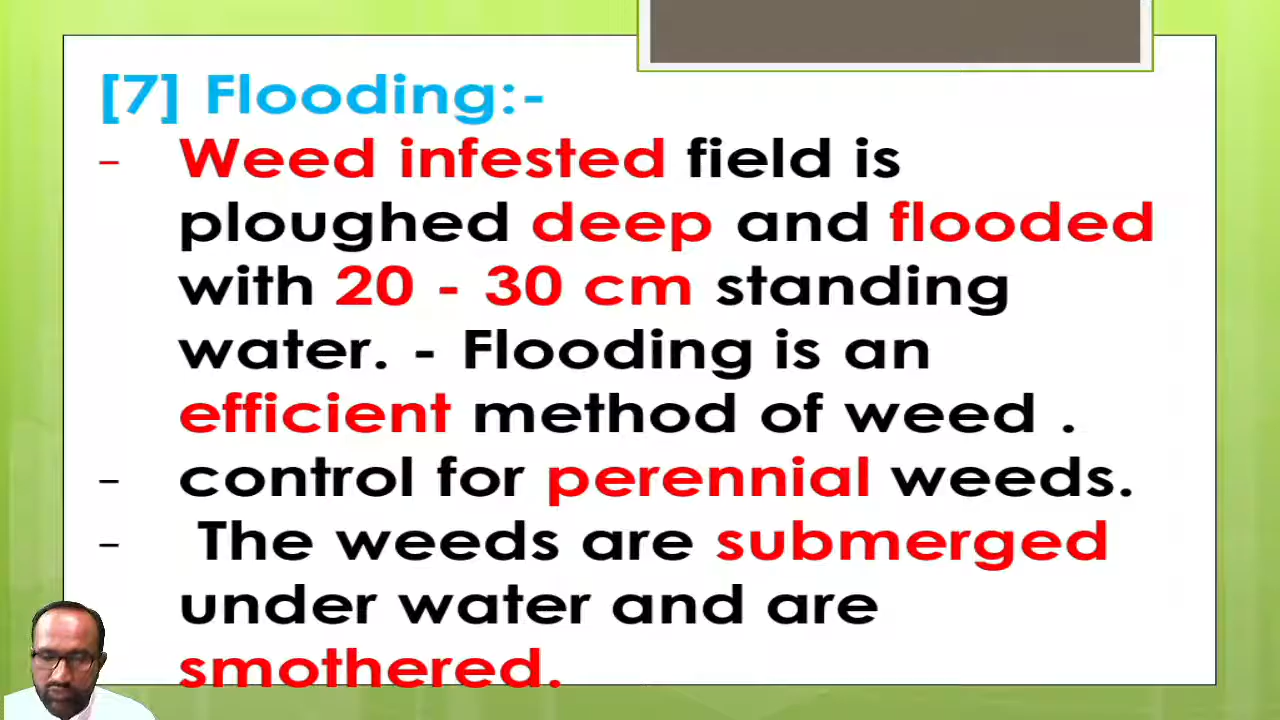 [7] Flooding:-
- Weed infested field is
ploughed deep and flooded
with 20 - 30 cm standing
water. - Flooding is an
efficient method of weed .
- control for perennial weeds.
- The weeds are submerged
under water and are
smothered.